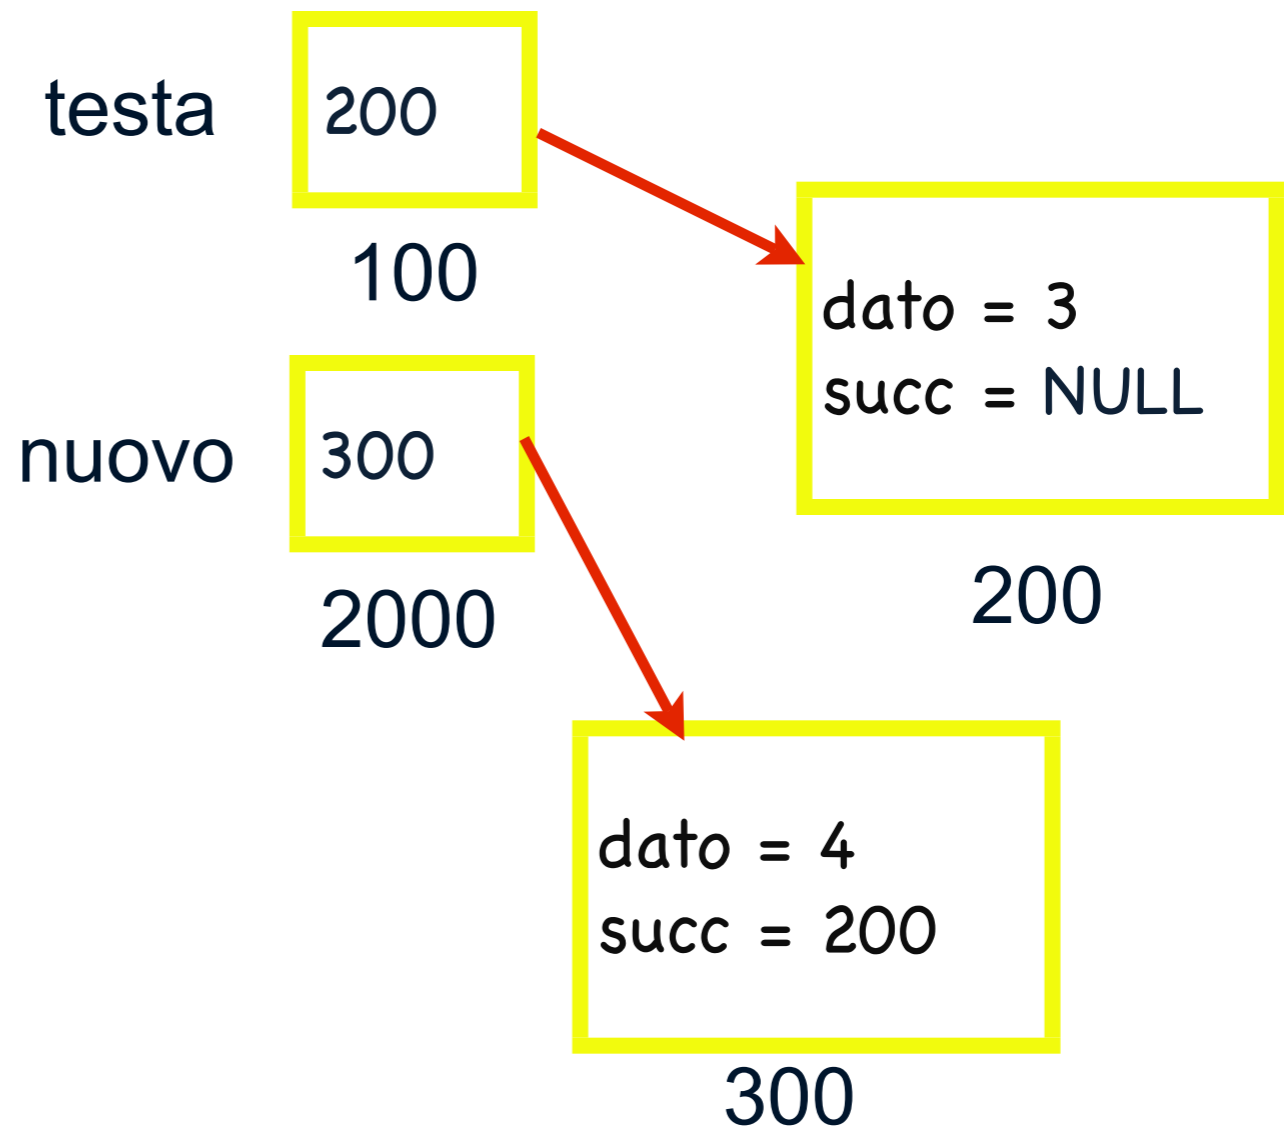 testa
200
100
dato = 3
succ = NULL
200
nuovo
300
2000
dato = 4
succ = 200
300